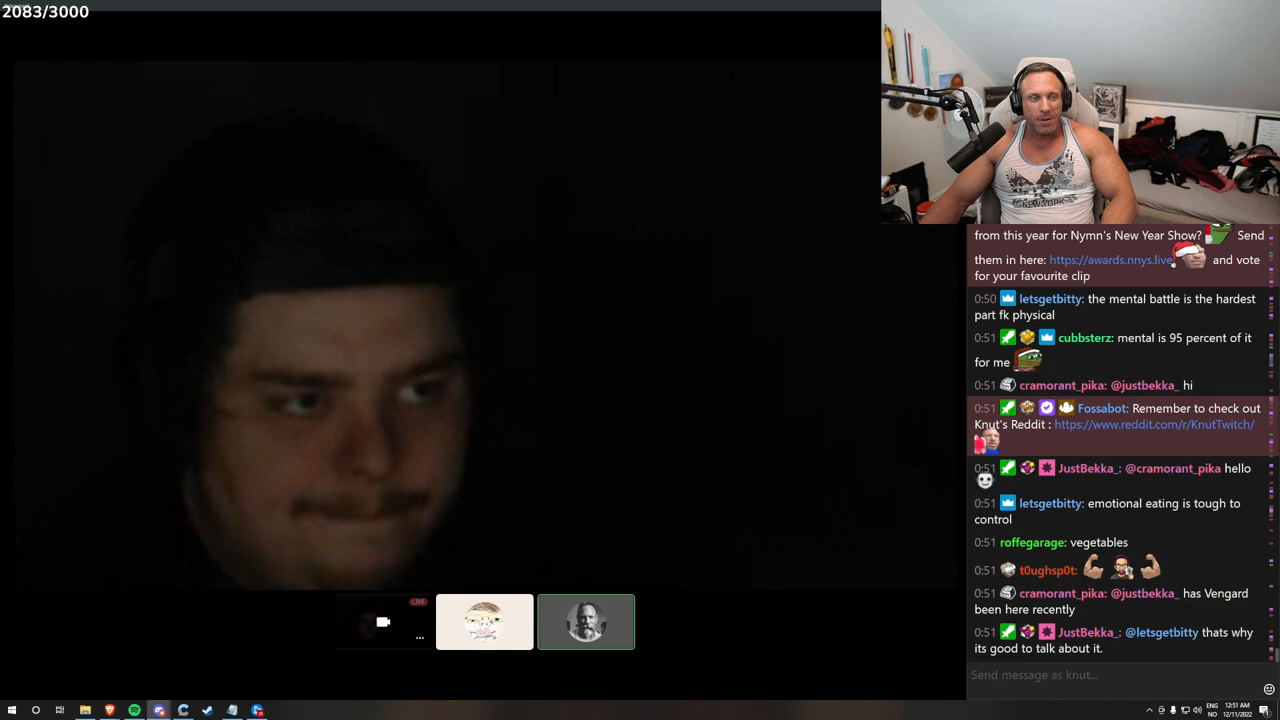 2083/3000
NEW YORK
from this year for Nymn's New Year Show? Send
them in here: https://awards.nnys.live and vote
for your favourite clip
0:50 letsgetbitty: the mental battle is the hardest
part fk physical
0:51 cubbsterz: mental is 95 percent of it
for me
0:51 cramorant_pika: @justbekka_ hi
0:51 Fossabot: Remember to check out
Knut's Reddit : https://www.reddit.com/r/KnutTwitch/
0:51 JustBekka_: @cramorant_pika hello
0:51 letsgetbitty: emotional eating is tough to
control
0:51 roffegarage: vegetables
0:51 t0ughsp0t:
0:51 cramorant_pika: @justbekka_ has Vengard
been here recently
0:51 JustBekka_: @letsgetbitty thats why
its good to talk about it.
Send message as knut...
LIVE
...
ENG
NO
12:51 AM
12/11/2022